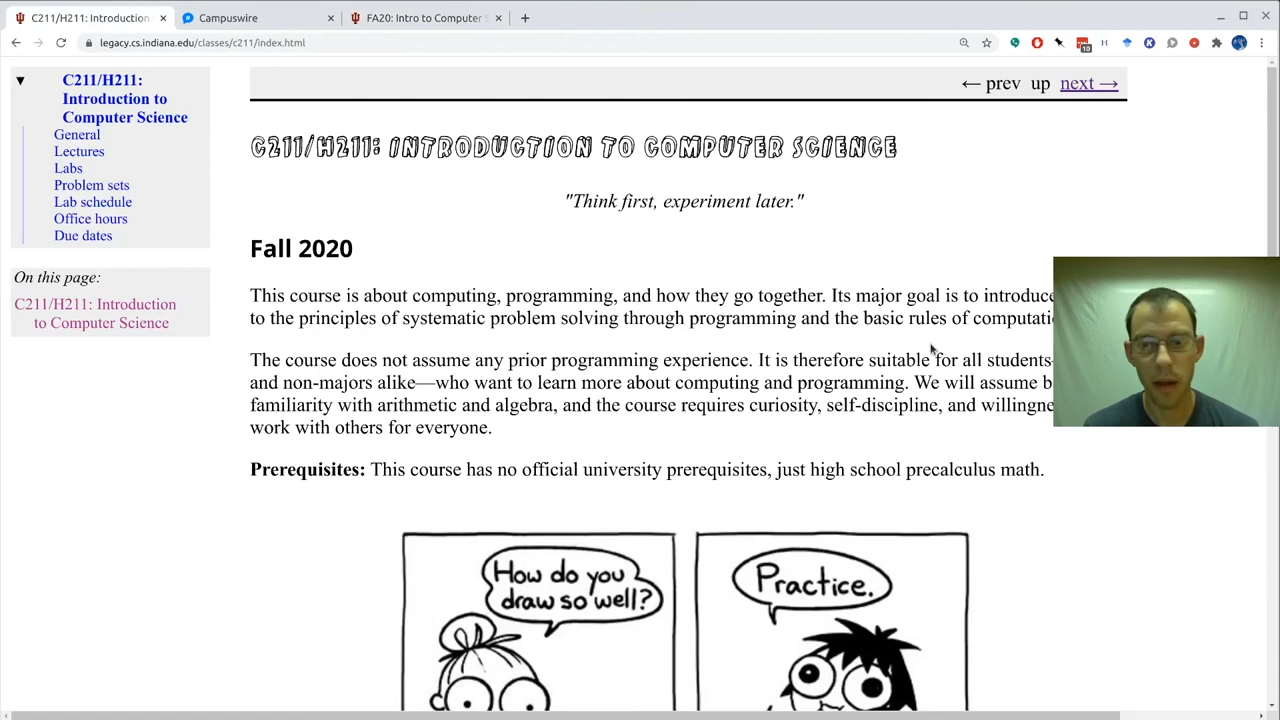 C211/H211: Introduction
Campuswire
FA20: Intro to Computer S
legacy.cs.indiana.edu/classes/c211/index.html
10
C211/H211:
Introduction to
Computer Science
General
Lectures
Labs
Problem sets
Lab schedule
Office hours
Due dates
On this page:
C211/H211: Introduction
to Computer Science
← prev up next →
C211/H211: INTRODUCTION TO COMPUTER SCIENCE
"Think first, experiment later."
Fall 2020
This course is about computing, programming, and how they go together. Its major goal is to introduce
to the principles of systematic problem solving through programming and the basic rules of computati
The course does not assume any prior programming experience. It is therefore suitable for all students—
and non-majors alike—who want to learn more about computing and programming. We will assume b
familiarity with arithmetic and algebra, and the course requires curiosity, self-discipline, and willingne
work with others for everyone.
Prerequisites: This course has no official university prerequisites, just high school precalculus math.
How do you
draw so well?
Practice.